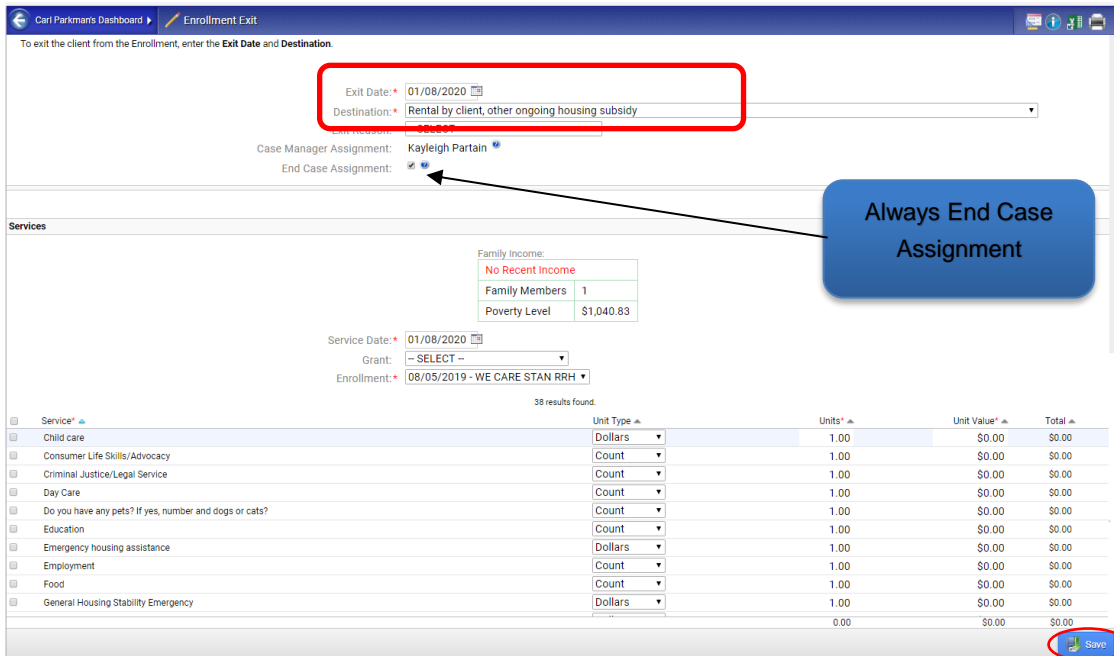 Carl Parkman's Dashboard Enrollment Exit
To exit the client from the Enrollment, enter the Exit Date and Destination.
Exit Date:* 01/08/2020
Destination:* Rental by client, other ongoing housing subsidy
Exit Reason: -- SELECT --
Case Manager Assignment: Kayleigh Partain
End Case Assignment:
Always End Case
Assignment
Services
Family Income:
No Recent Income
Family Members 1
Poverty Level $1,040.83
Service Date:* 01/08/2020
Grant: -- SELECT --
Enrollment:* 08/05/2019 - WE CARE STAN RRH
38 results found.
Service* Unit Type Units* Unit Value* Total
Child care Dollars 1.00 $0.00 $0.00
Consumer Life Skills/Advocacy Count 1.00 $0.00 $0.00
Criminal Justice/Legal Service Count 1.00 $0.00 $0.00
Day Care Count 1.00 $0.00 $0.00
Do you have any pets? If yes, number and dogs or cats? Count 1.00 $0.00 $0.00
Education Count 1.00 $0.00 $0.00
Emergency housing assistance Dollars 1.00 $0.00 $0.00
Employment Count 1.00 $0.00 $0.00
Food Count 1.00 $0.00 $0.00
General Housing Stability Emergency Dollars 1.00 $0.00 $0.00
0.00 $0.00 $0.00
Save